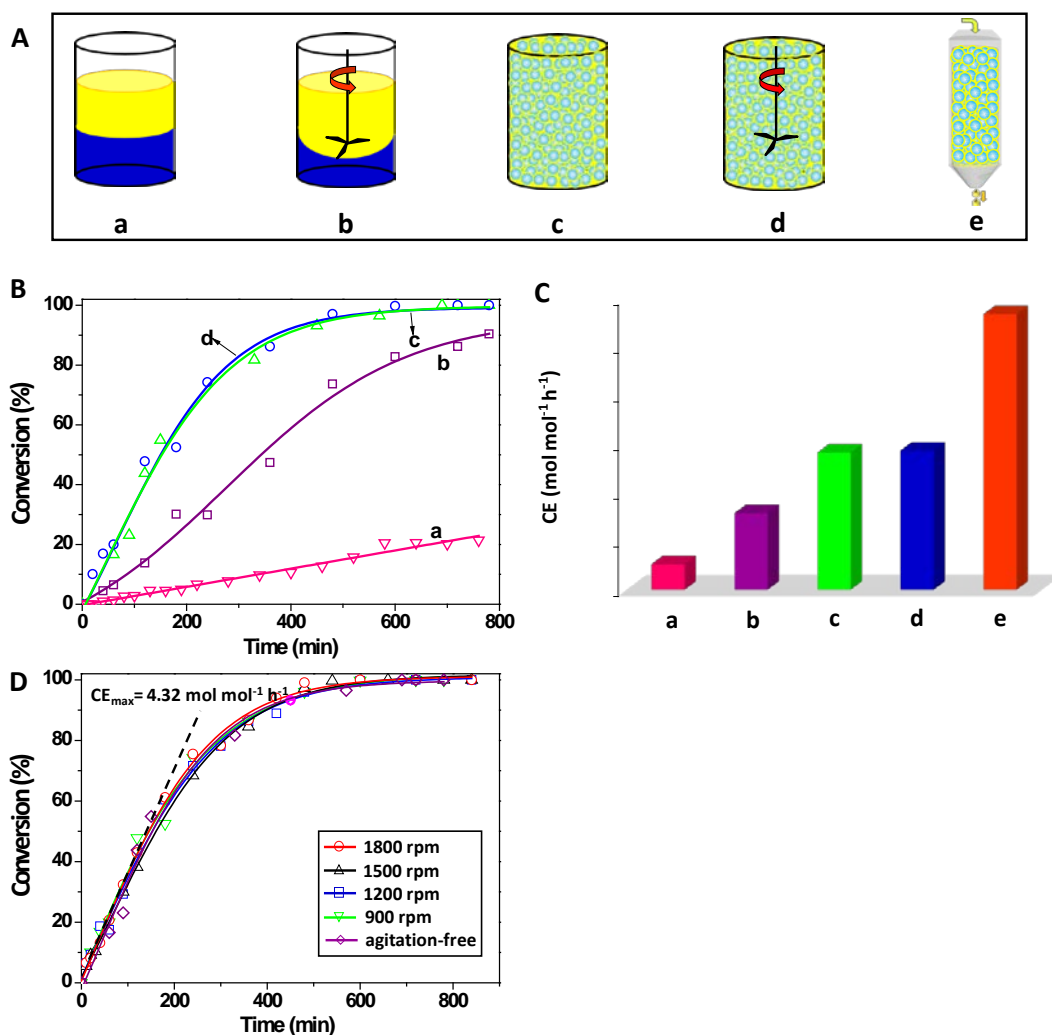 A
a b c d e
B
Conversion (%)
100
80
60
40
20
0
d
c
b
a
0 200 400 600 800
Time (min)
C
CE (mol mol⁻¹ h⁻¹)
a b c d e
D
Conversion (%)
100
80
60
40
20
0
CEmax= 4.32 mol mol⁻¹ h⁻¹
1800 rpm
1500 rpm
1200 rpm
900 rpm
agitation-free
0 200 400 600 800
Time (min)